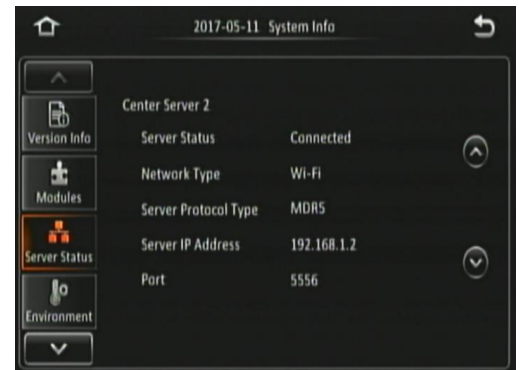 2017-05-11 System Info
Version Info
Modules
Server Status
Environment
Center Server 2
Server Status Connected
Network Type Wi-Fi
Server Protocol Type MDR5
Server IP Address 192.168.1.2
Port 5556